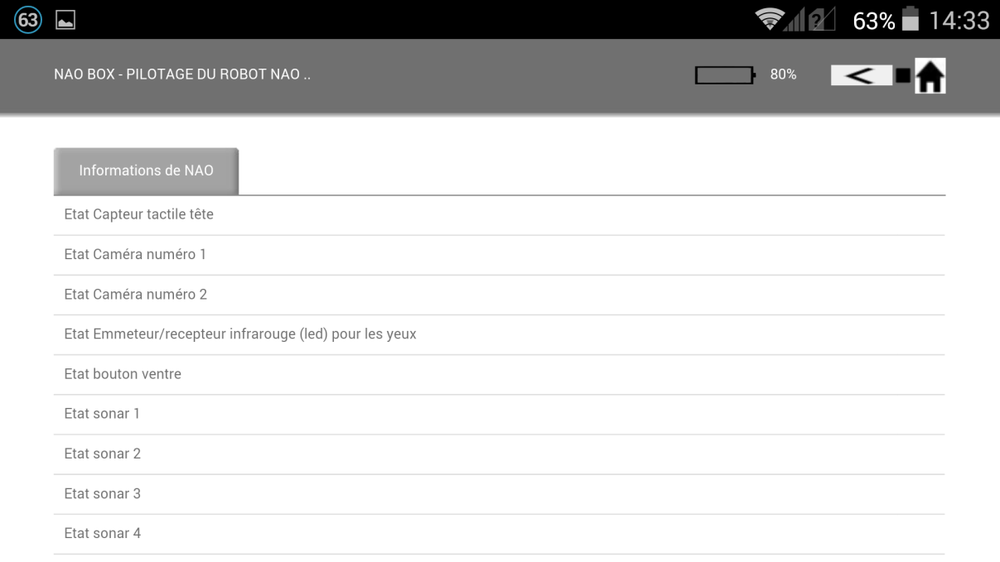 63
63% 14:33
NAO BOX - PILOTAGE DU ROBOT NAO ..
80%
Informations de NAO
Etat Capteur tactile tête
Etat Caméra numéro 1
Etat Caméra numéro 2
Etat Emmeteur/recepteur infrarouge (led) pour les yeux
Etat bouton ventre
Etat sonar 1
Etat sonar 2
Etat sonar 3
Etat sonar 4